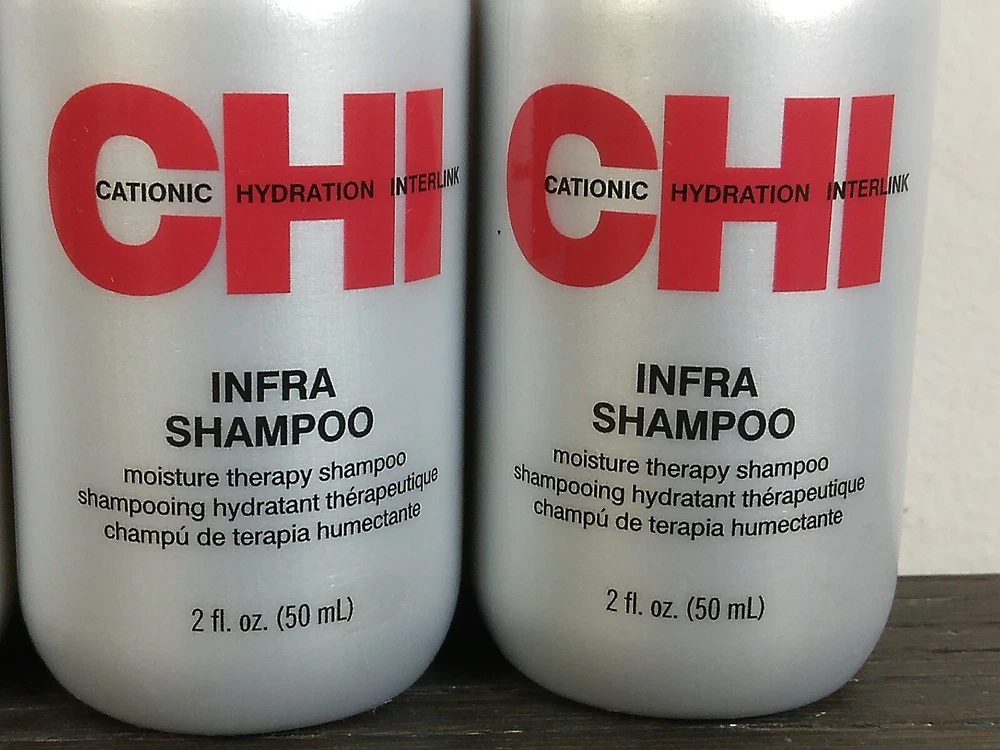 CHI
CATIONIC HYDRATION INTERLINK
INFRA
SHAMPOO
moisture therapy shampoo
shampooing hydratant thérapeutique
champú de terapia humectante
2 fl. oz. (50 mL)
CHI
CATIONIC HYDRATION INTERLINK
INFRA
SHAMPOO
moisture therapy shampoo
shampooing hydratant thérapeutique
champú de terapia humectante
2 fl. oz. (50 mL)